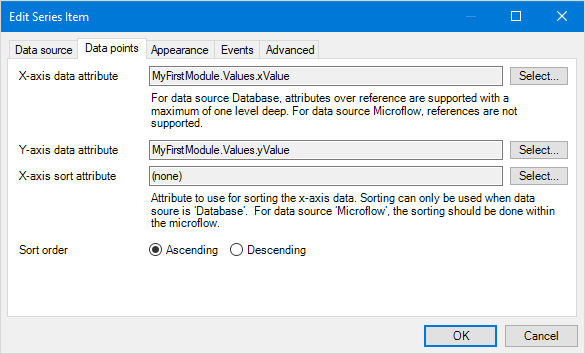 Edit Series Item
Data source Data points Appearance Events Advanced
X-axis data attribute MyFirstModule.Values.xValue Select...
For data source Database, attributes over reference are supported with a
maximum of one level deep. For data source Microflow, references are not
supported.
Y-axis data attribute MyFirstModule.Values.yValue Select...
X-axis sort attribute (none) Select...
Attribute to use for sorting the x-axis data. Sorting can only be used when data
soure is 'Database'.  For data source 'Microflow', the sorting should be done within
the microflow.
Sort order Ascending Descending
OK Cancel